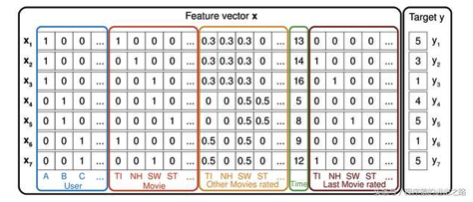 Feature vector x Target y
x1 1 0 0 ... 1 0 0 0 ... 0.3 0.3 0.3 0 ... 13 0 0 0 0 ... 5 y1
x2 1 0 0 ... 0 1 0 0 ... 0.3 0.3 0.3 0 ... 14 1 0 0 0 ... 3 y2
x3 1 0 0 ... 0 0 1 0 ... 0.3 0.3 0.3 0 ... 16 0 1 0 0 ... 1 y3
x4 0 1 0 ... 0 0 1 0 ... 0 0 0.5 0.5 ... 5 0 0 0 0 ... 4 y4
x5 0 1 0 ... 0 0 0 1 ... 0 0 0.5 0.5 ... 8 0 0 1 0 ... 5 y5
x6 0 0 1 ... 1 0 0 0 ... 0.5 0 0.5 0 ... 9 0 0 0 0 ... 1 y6
x7 0 0 1 ... 0 0 1 0 ... 0.5 0 0.5 0 ... 12 1 0 0 0 ... 5 y7
A B C ... TI NH SW ST ... TI NH SW ST ... TI NH SW ST ...
User Movie Other Movies rated Time Last Movie rated